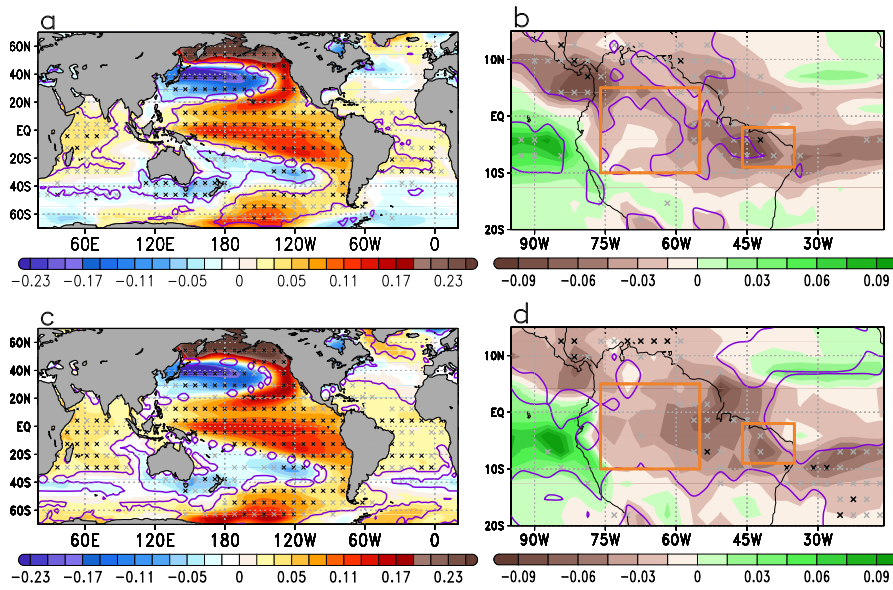 a
60N
40N
20N
EQ
20S
40S
60S
60E 120E 180 120W 60W 0
-0.23 -0.17 -0.11 -0.05 0 0.05 0.11 0.17 0.23
b
10N
EQ
10S
20S
90W 75W 60W 45W 30W
-0.09 -0.06 -0.03 0 0.03 0.06 0.09
c
60N
40N
20N
EQ
20S
40S
60S
60E 120E 180 120W 60W 0
-0.23 -0.17 -0.11 -0.05 0 0.05 0.11 0.17 0.23
d
10N
EQ
10S
20S
90W 75W 60W 45W 30W
-0.09 -0.06 -0.03 0 0.03 0.06 0.09